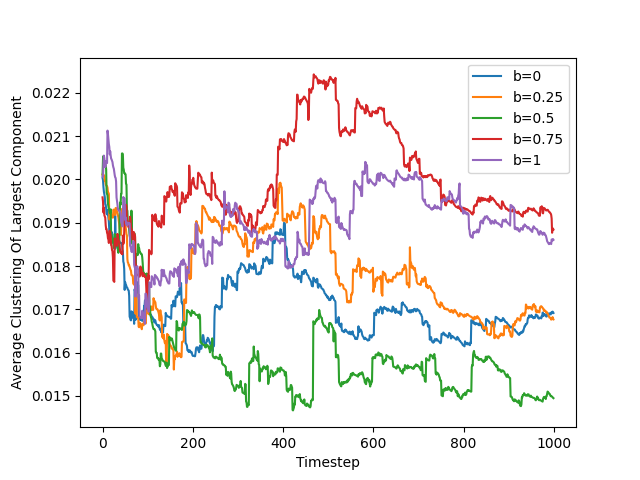 b=0
b=0.25
b=0.5
b=0.75
b=1
0.022
0.021
0.020
0.019
0.018
0.017
0.016
0.015
Average Clustering Of Largest Component
0 200 400 600 800 1000
Timestep